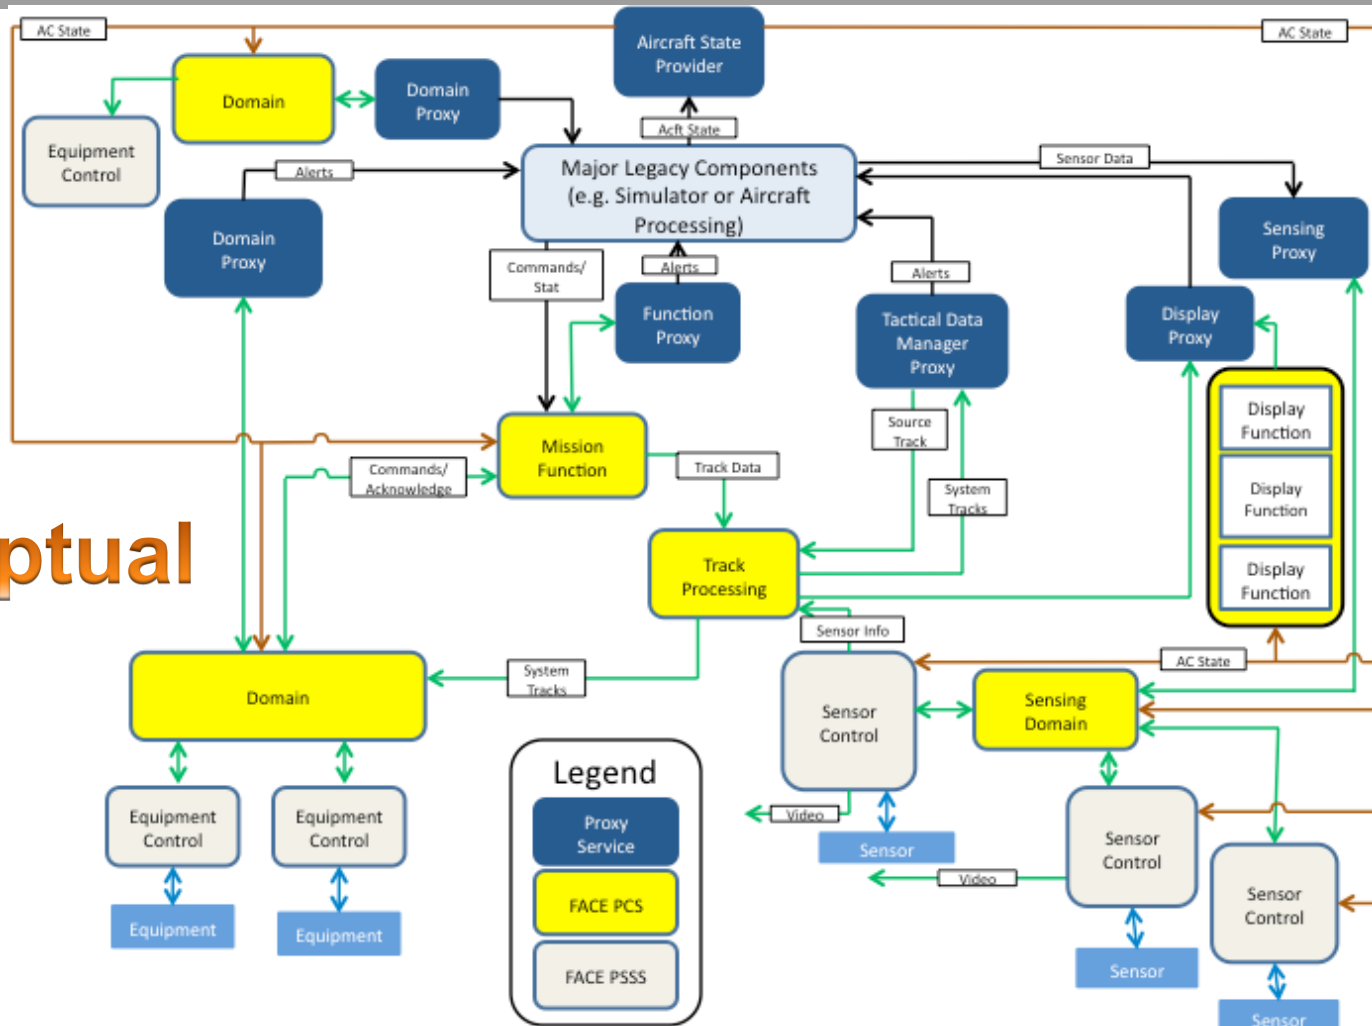 AC State
AC State
Aircraft State
Provider
Domain
Domain
Proxy
Acft State
Equipment
Control
Major Legacy Components
(e.g. Simulator or Aircraft
Processing)
Sensor Data
Alerts
Domain
Proxy
Sensing
Proxy
Commands/
Stat
Alerts
Alerts
Function
Proxy
Tactical Data
Manager
Proxy
Display
Proxy
Source
Track
Display
Function
Mission
Function
Commands/
Acknowledge
Track Data
System
Tracks
Display
Function
ptual
Track
Processing
Display
Function
Sensor Info
AC State
System
Tracks
Domain
Sensor
Control
Sensing
Domain
Legend
Proxy
Service
FACE PCS
FACE PSSS
Equipment
Control
Equipment
Control
Video
Sensor
Sensor
Control
Video
Sensor
Control
Equipment
Equipment
Sensor
Sensor